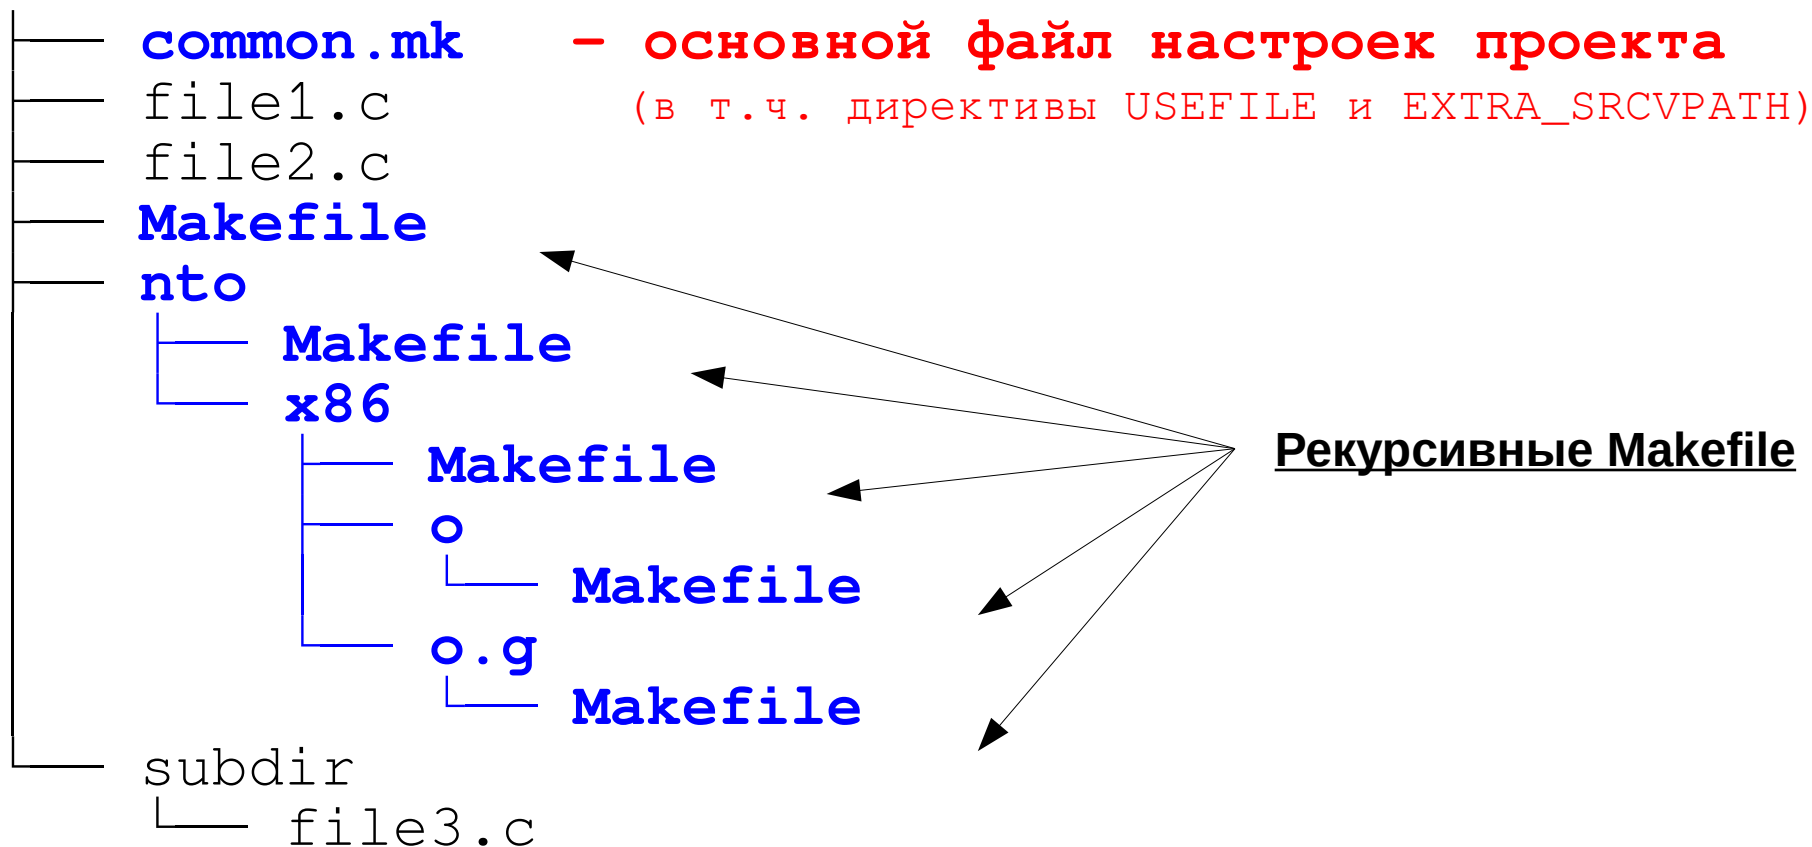 common.mk – основной файл настроек проекта
file1.c (в т.ч. директивы USEFILE и EXTRA_SRCVPATH)
file2.c
Makefile
nto
Makefile
x86
Рекурсивные Makefile
Makefile
o
Makefile
o.g
Makefile
subdir
file3.c